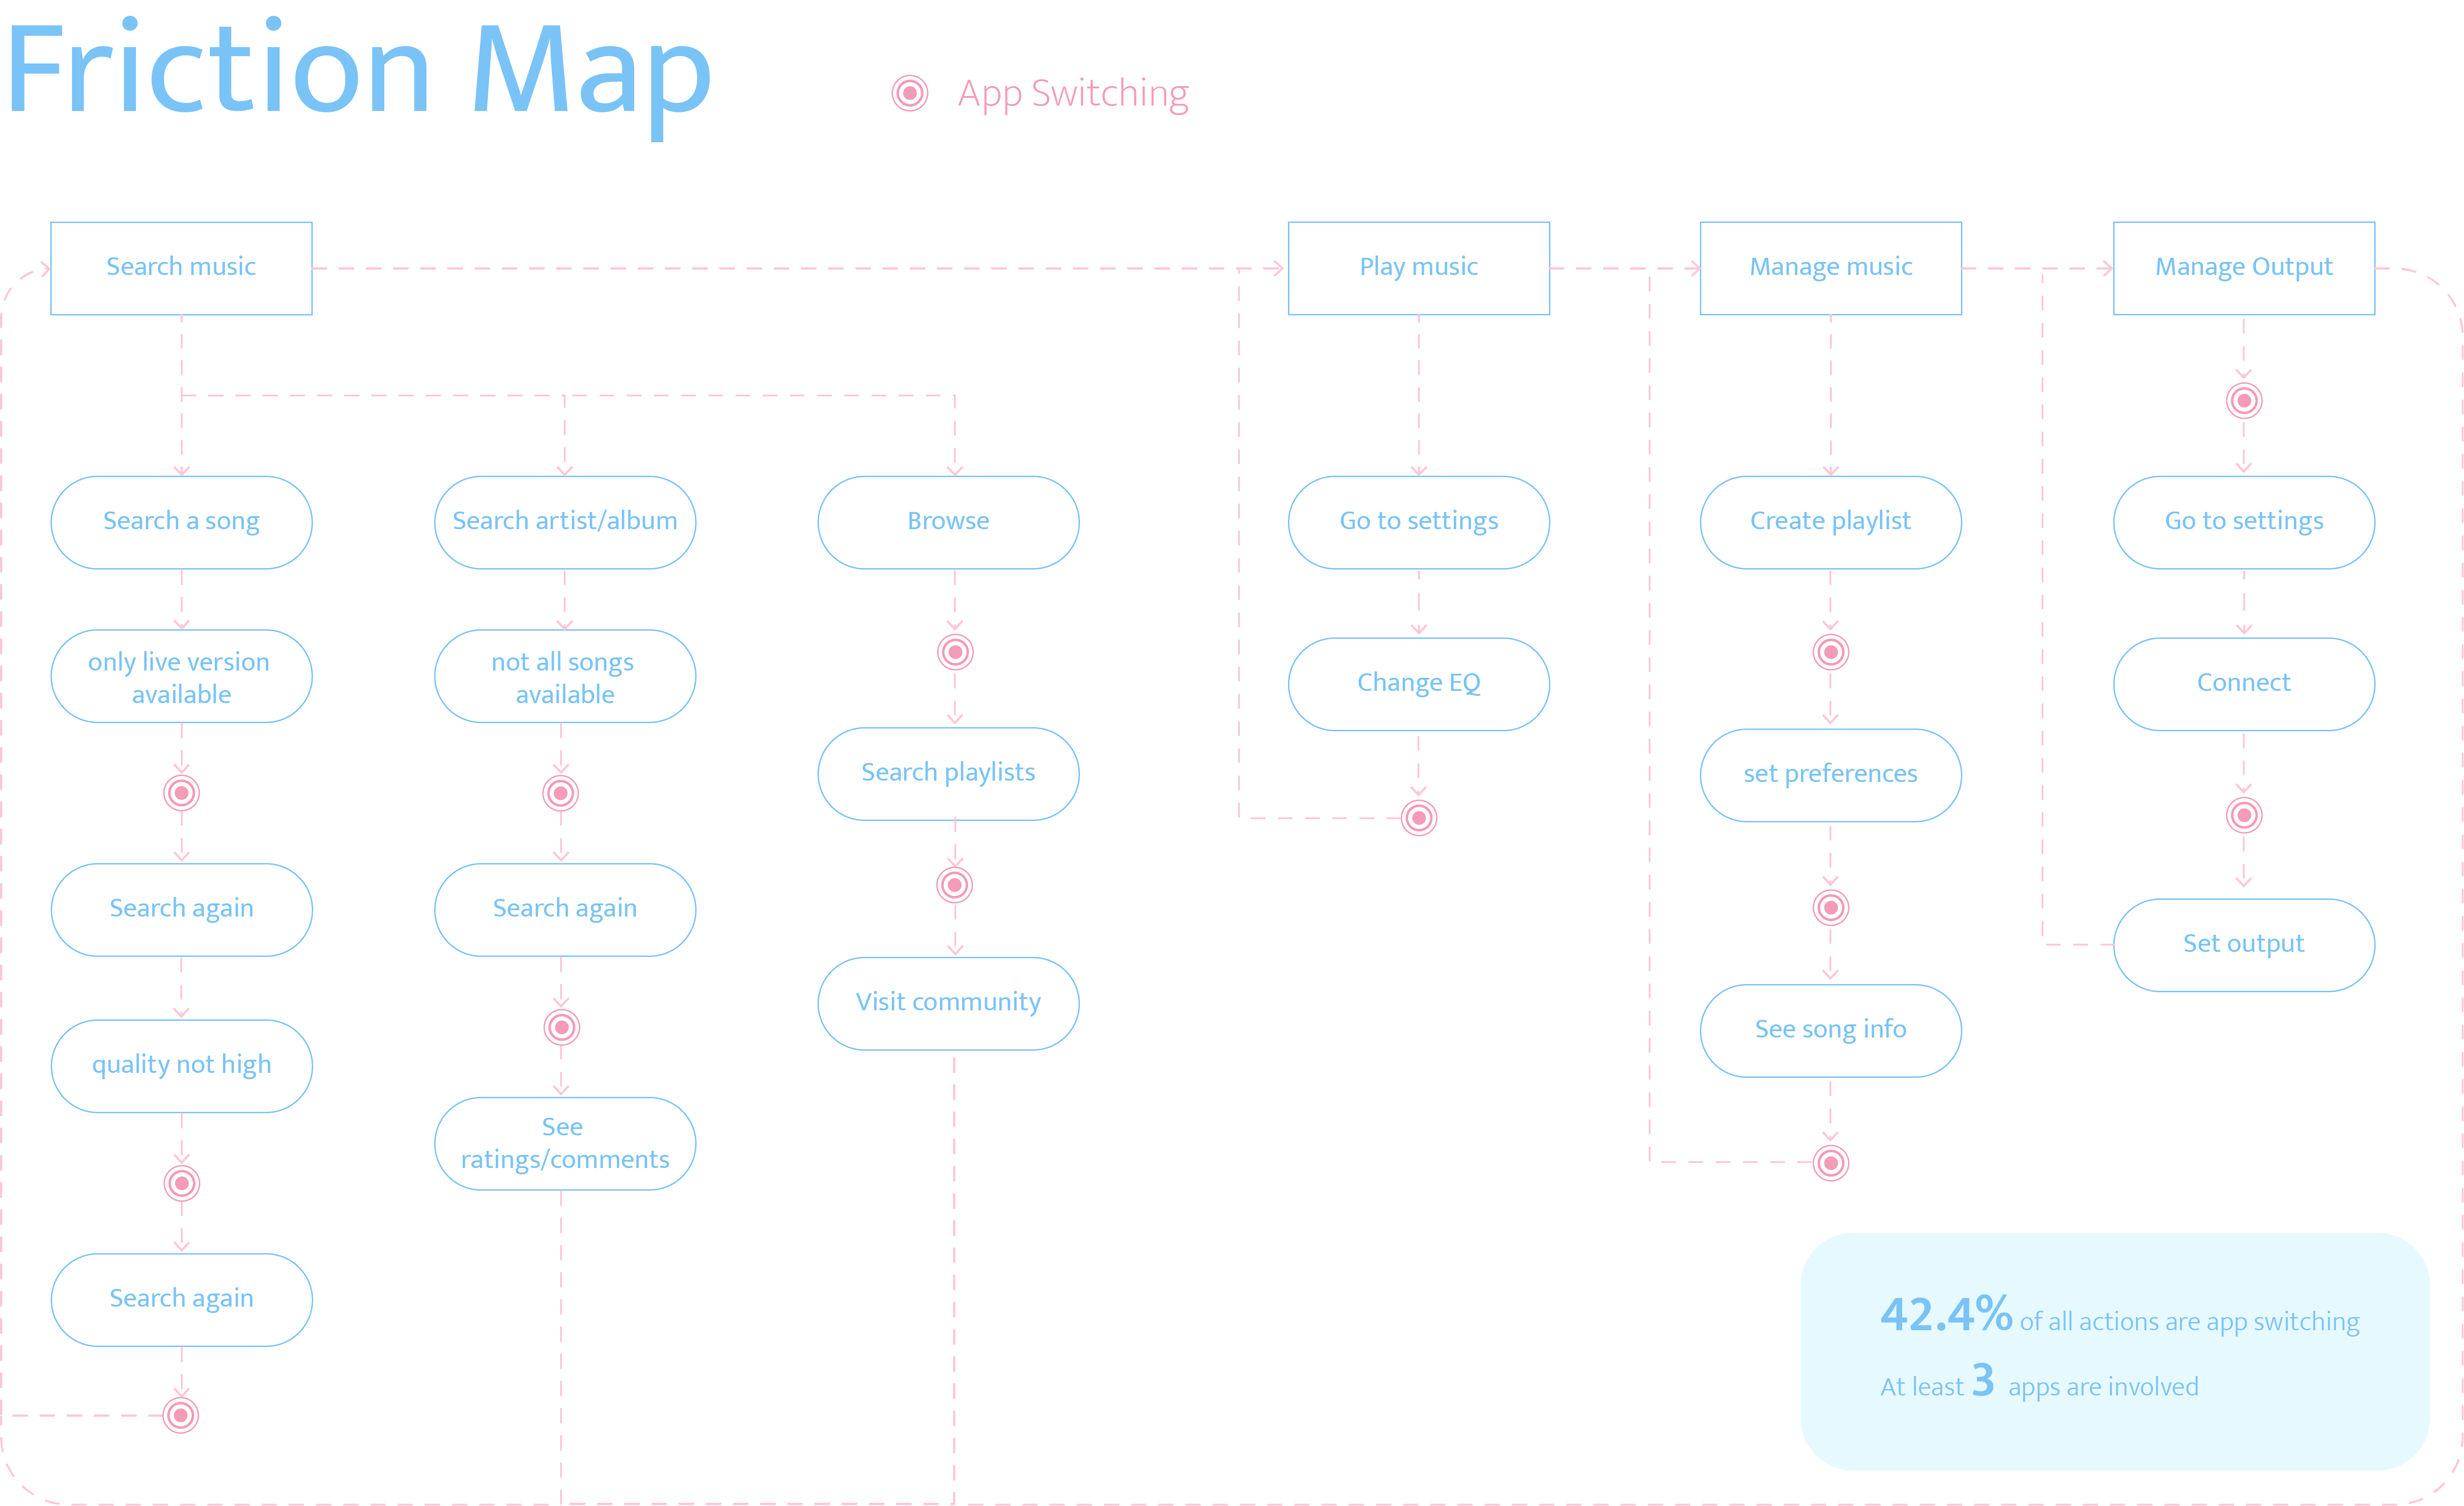 Friction Map
App Switching
Search music
Play music
Manage music
Manage Output
Search a song
Search artist/album
Browse
Go to settings
Create playlist
Go to settings
only live version
available
not all songs
available
Change EQ
Connect
Search playlists
set preferences
Search again
Search again
Set output
Visit community
See song info
quality not high
See
ratings/comments
Search again
42.4% of all actions are app switching
At least 3 apps are involved